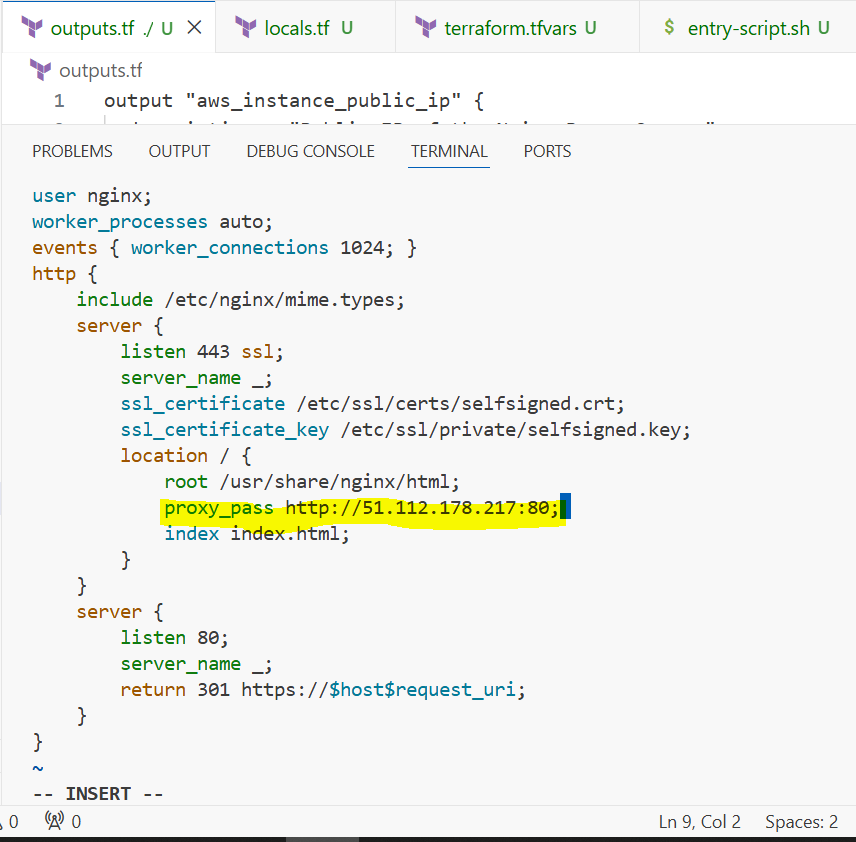 outputs.tf ./ U locals.tf U terraform.tfvars U $ entry-script.sh U
outputs.tf
1 output "aws_instance_public_ip" {
PROBLEMS OUTPUT DEBUG CONSOLE TERMINAL PORTS
user nginx;
worker_processes auto;
events { worker_connections 1024; }
http {
include /etc/nginx/mime.types;
server {
listen 443 ssl;
server_name _;
ssl_certificate /etc/ssl/certs/selfsigned.crt;
ssl_certificate_key /etc/ssl/private/selfsigned.key;
location / {
root /usr/share/nginx/html;
proxy_pass http://51.112.178.217:80;
index index.html;
}
}
server {
listen 80;
server_name _;
return 301 https://$host$request_uri;
}
}
~
-- INSERT --
0 0 Ln 9, Col 2 Spaces: 2